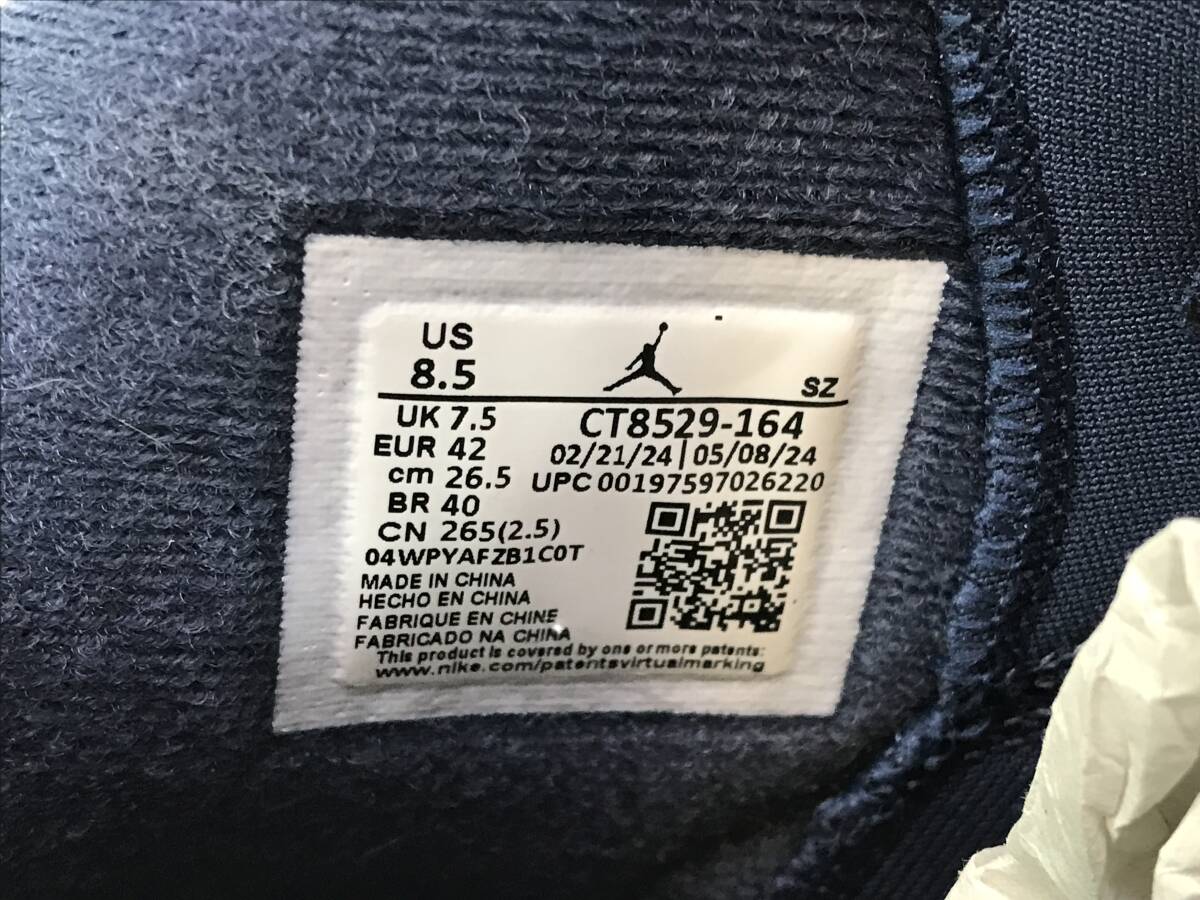 US
8.5
SZ
UK 7.5
CT8529-164
EUR 42
02/21/24 | 05/08/24
cm 26.5
UPC 00197597026220
BR 40
CN 265(2.5)
04WPYAFZB1C0T
MADE IN CHINA
HECHO EN CHINA
FABRIQUE EN CHINE
FABRICADO NA CHINA
This product is covered by one or more patents:
www.nike.com/patentsvirtualmarking